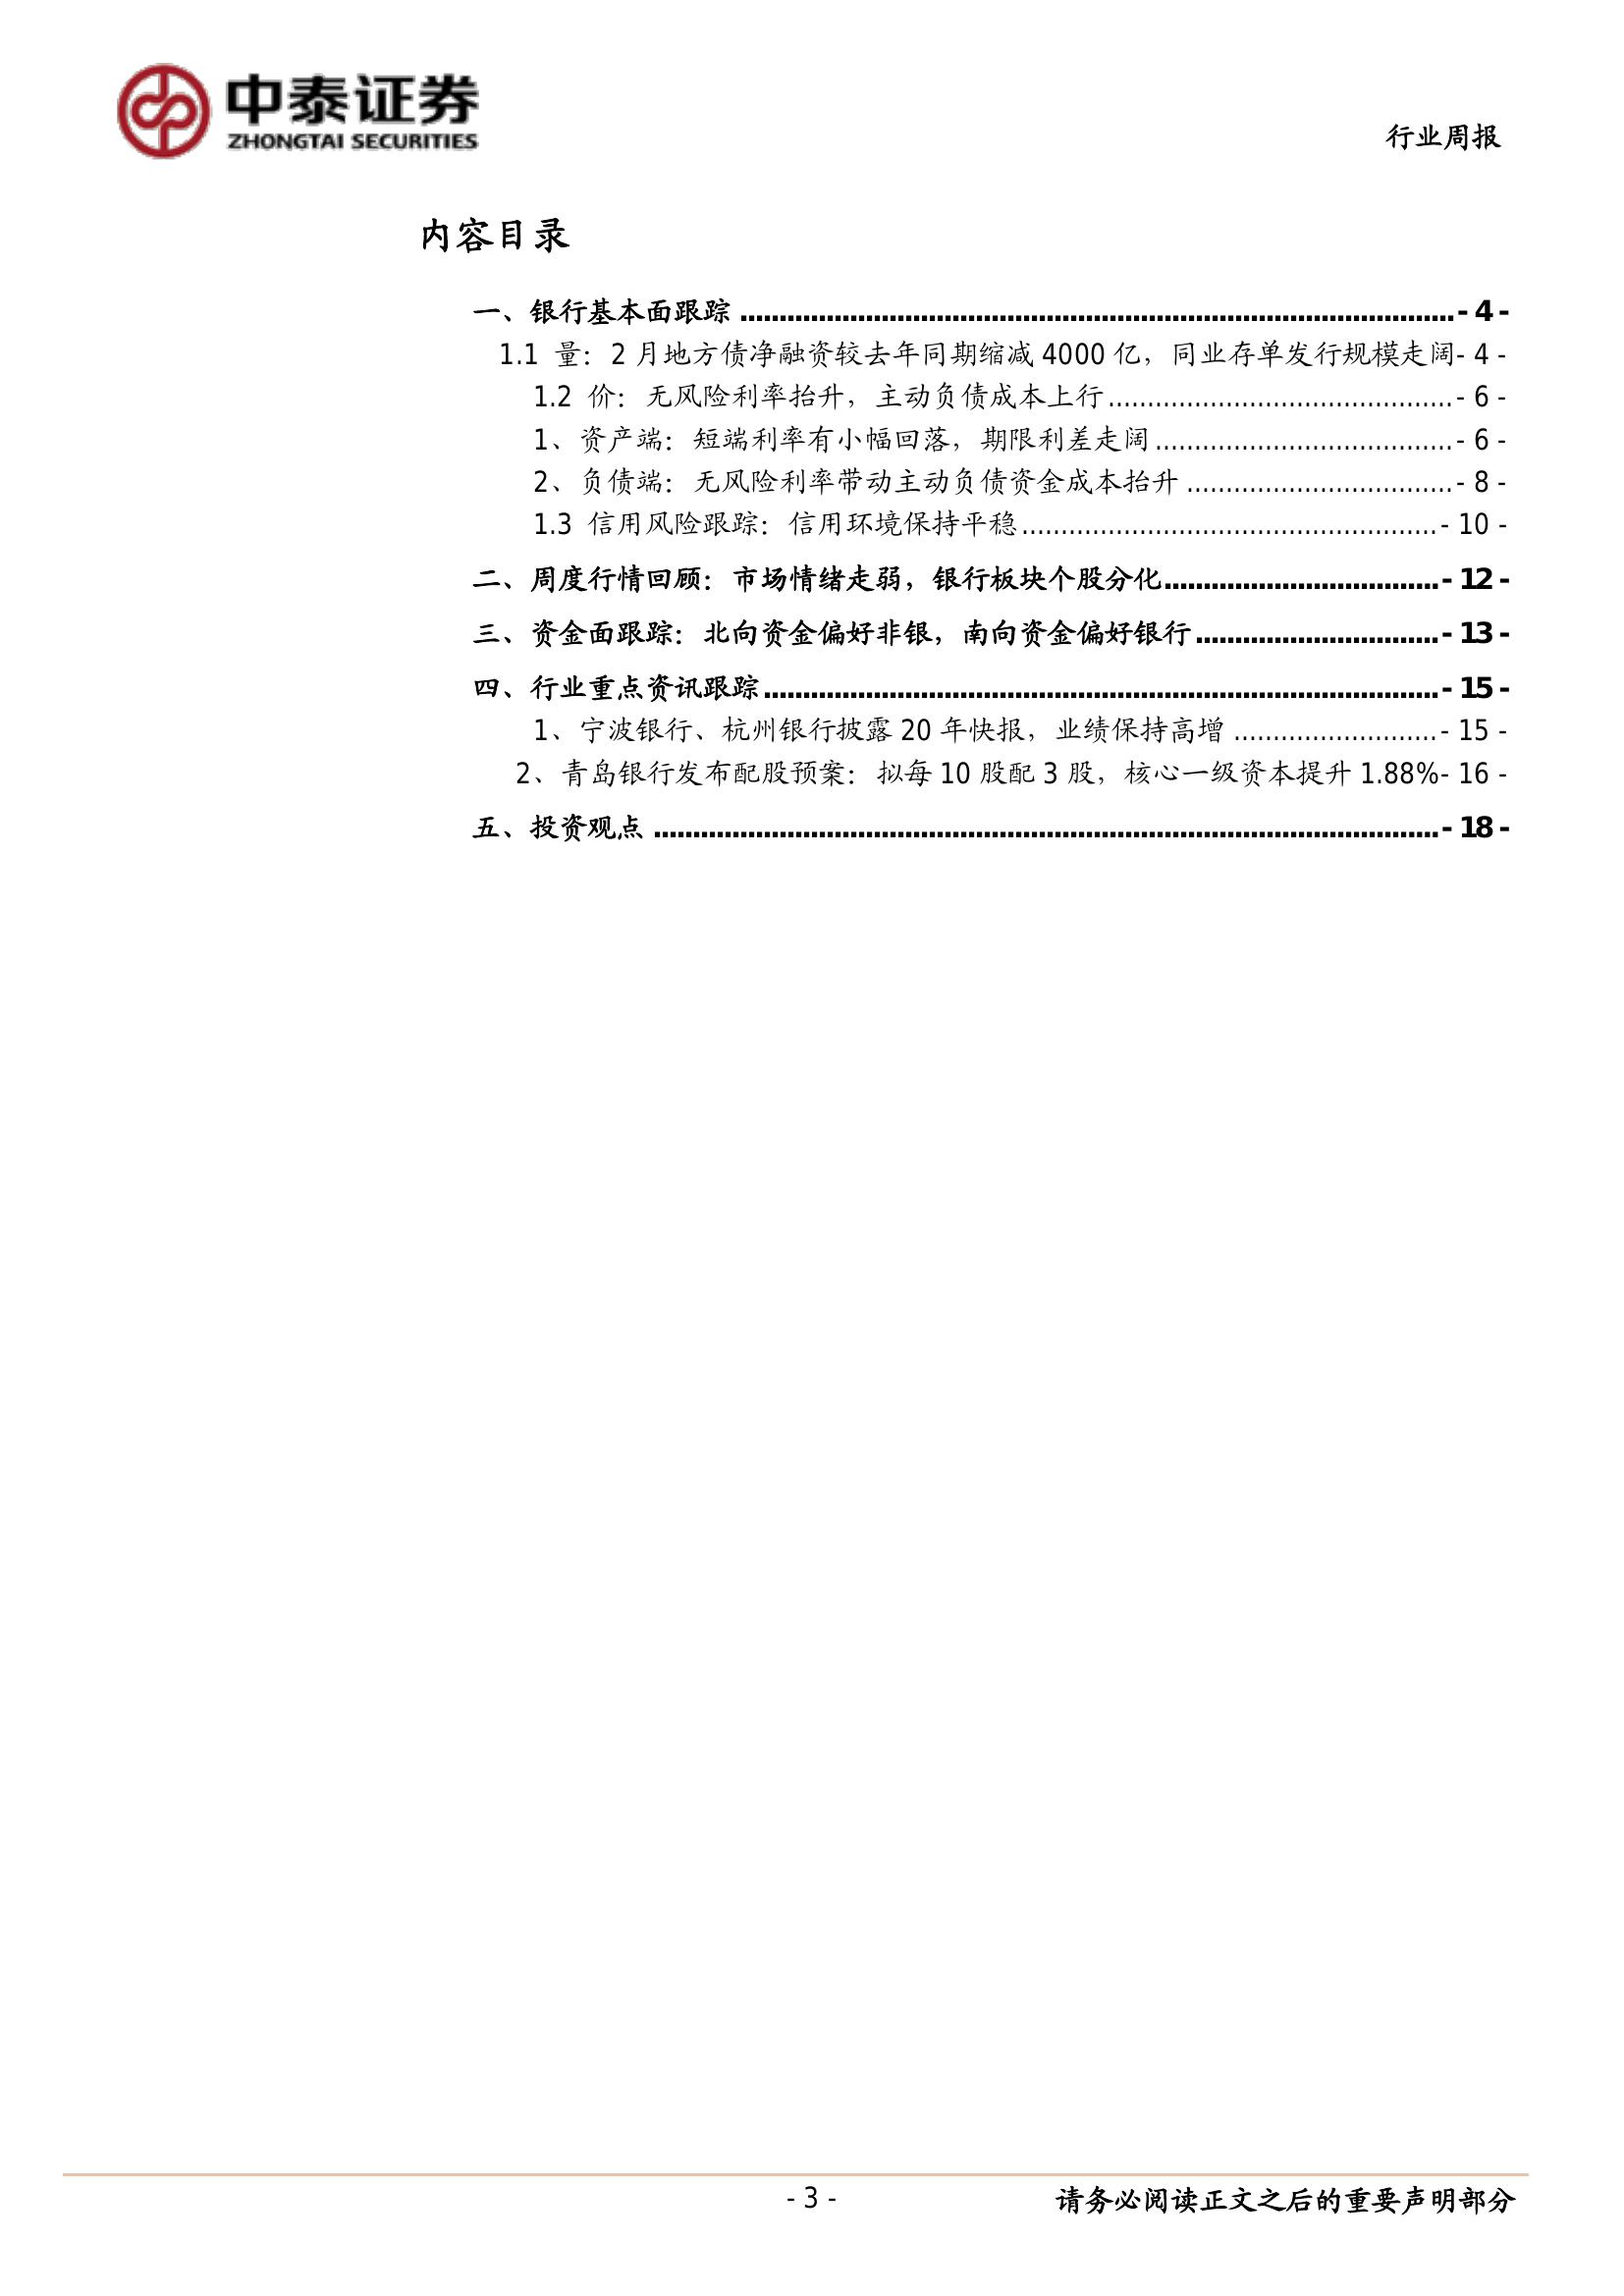 中泰证券
ZHONGTAI SECURITIES
行业周报
内容目录
一、银行基本面跟踪 ........................................................................................... - 4 -
1.1 量：2 月地方债净融资较去年同期缩减 4000 亿，同业存单发行规模走阔- 4 -
1.2 价：无风险利率抬升，主动负债成本上行............................................ - 6 -
1、资产端：短端利率有小幅回落，期限利差走阔...................................... - 6 -
2、负债端：无风险利率带动主动负债资金成本抬升 .................................. - 8 -
1.3 信用风险跟踪：信用环境保持平稳..................................................... - 10 -
二、周度行情回顾：市场情绪走弱，银行板块个股分化................................... - 12 -
三、资金面跟踪：北向资金偏好非银，南向资金偏好银行............................... - 13 -
四、行业重点资讯跟踪...................................................................................... - 15 -
1、宁波银行、杭州银行披露 20 年快报，业绩保持高增 .......................... - 15 -
2、青岛银行发布配股预案：拟每 10 股配 3 股，核心一级资本提升 1.88%- 16 -
五、投资观点 .................................................................................................... - 18 -
- 3 -
请务必阅读正文之后的重要声明部分